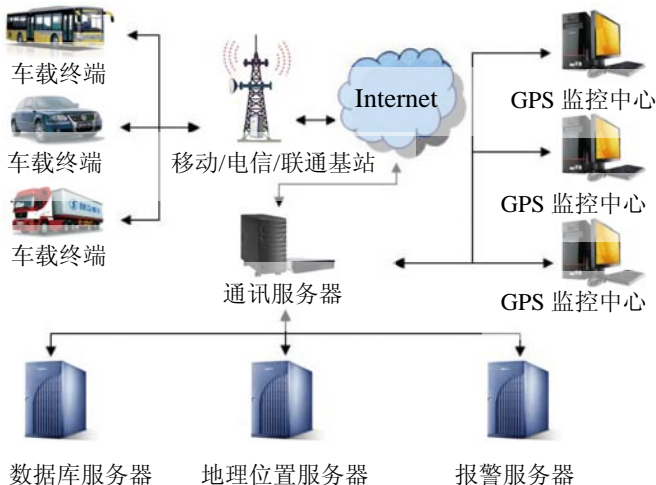 车载终端
车载终端
车载终端
移动/电信/联通基站
Internet
GPS 监控中心
GPS 监控中心
GPS 监控中心
通讯服务器
数据库服务器
地理位置服务器
报警服务器